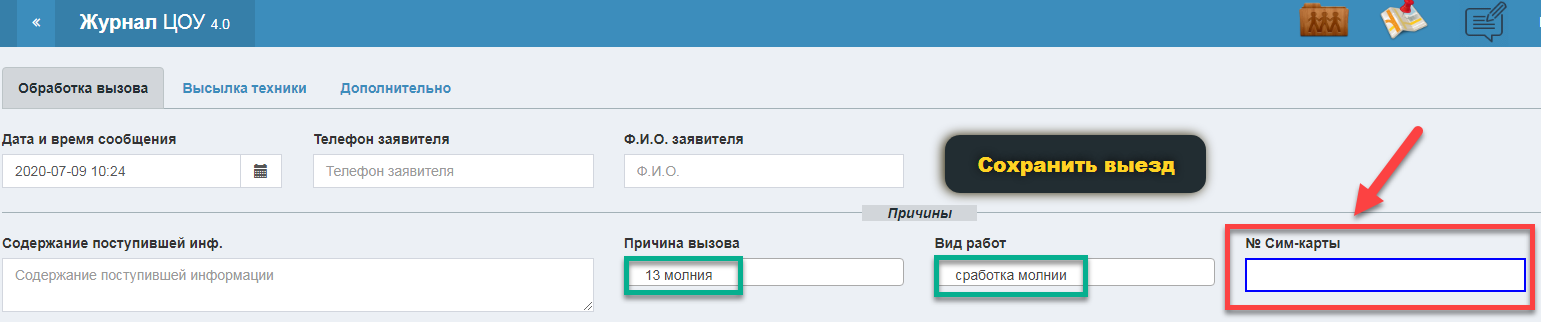 « Журнал ЦОУ 4.0
Обработка вызова Высылка техники Дополнительно
Дата и время сообщения Телефон заявителя Ф.И.О. заявителя
2020-07-09 10:24 Телефон заявителя Ф.И.О. Сохранить выезд
Причины
Содержание поступившей инф. Причина вызова Вид работ № Сим-карты
Содержание поступившей информации 13 молния сработка молнии